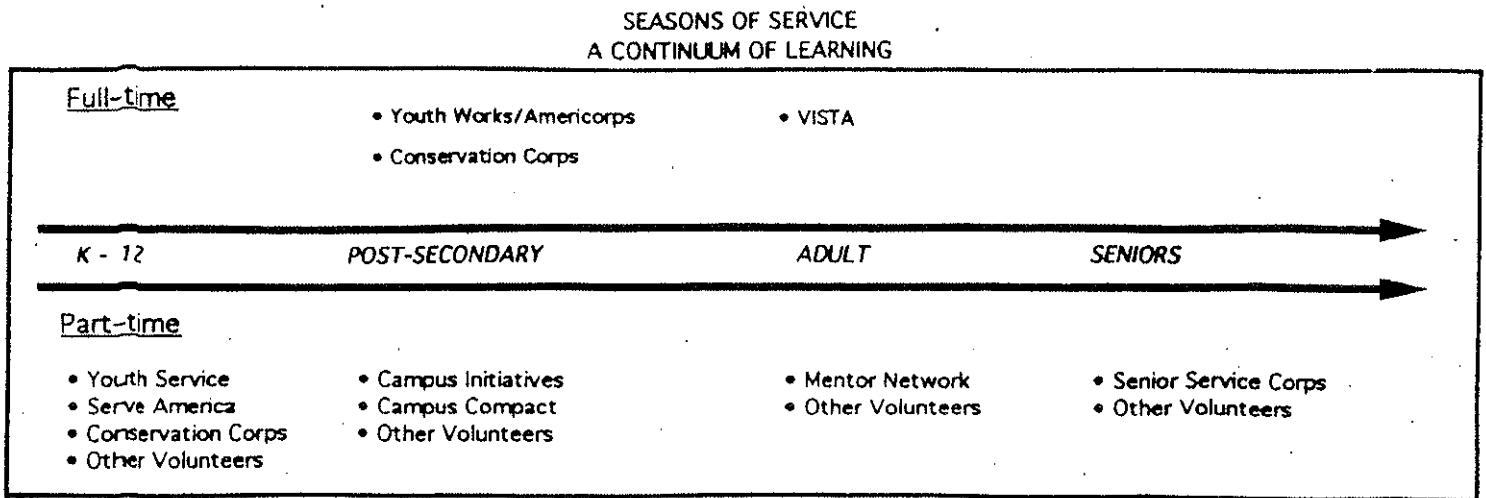 SEASONS OF SERVICE
A CONTINUUM OF LEARNING
Full-time
• Youth Works/Americorps
• VISTA
• Conservation Corps
K - 12 POST-SECONDARY ADULT SENIORS
Part-time
• Youth Service • Campus Initiatives • Mentor Network • Senior Service Corps
• Serve America • Campus Compact • Other Volunteers • Other Volunteers
• Conservation Corps • Other Volunteers
• Other Volunteers